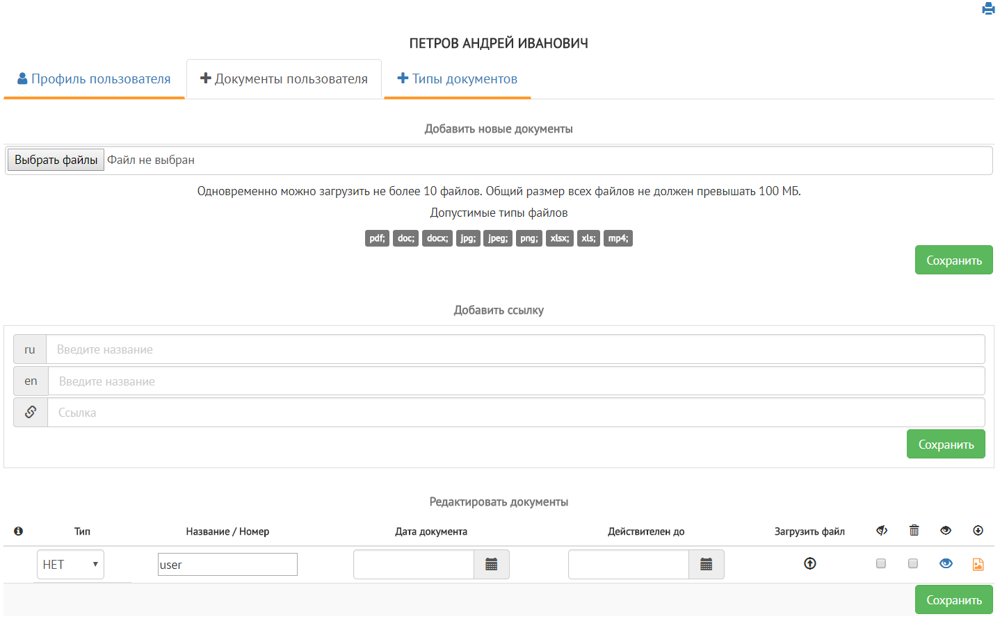 ПЕТРОВ АНДРЕЙ ИВАНОВИЧ
Профиль пользователя Документы пользователя Типы документов
Добавить новые документы
Выбрать файлы Файл не выбран
Одновременно можно загрузить не более 10 файлов. Общий размер всех файлов не должен превышать 100 МБ.
Допустимые типы файлов
pdf; doc; docx; jpg; jpeg; png; xlsx; xls; mp4;
Сохранить
Добавить ссылку
ru Введите название
en Введите название
Ссылка
Сохранить
Редактировать документы
Тип Название / Номер Дата документа Действителен до Загрузить файл
НЕТ user
Сохранить